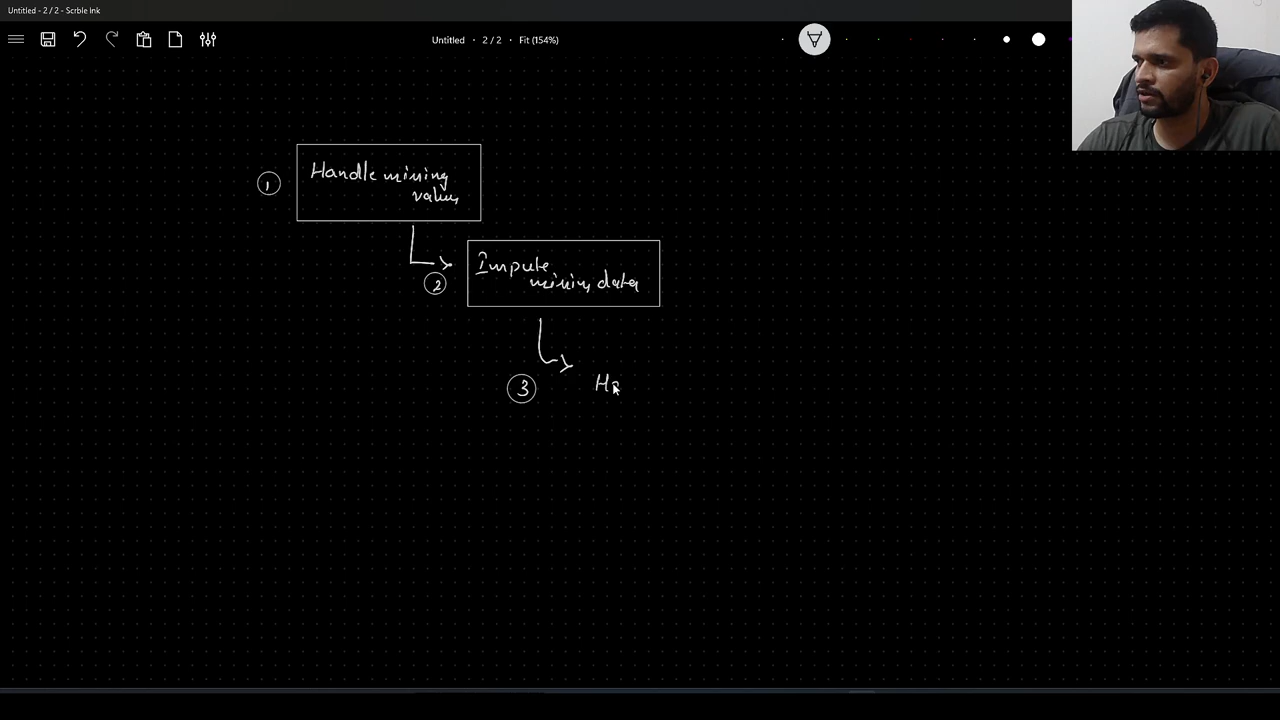 Untitled - 2 / 2 - Scrble Ink
Untitled · 2 / 2 · Fit (154%)
1
Handle missing
values
2
Impute
missing data
3
Ha